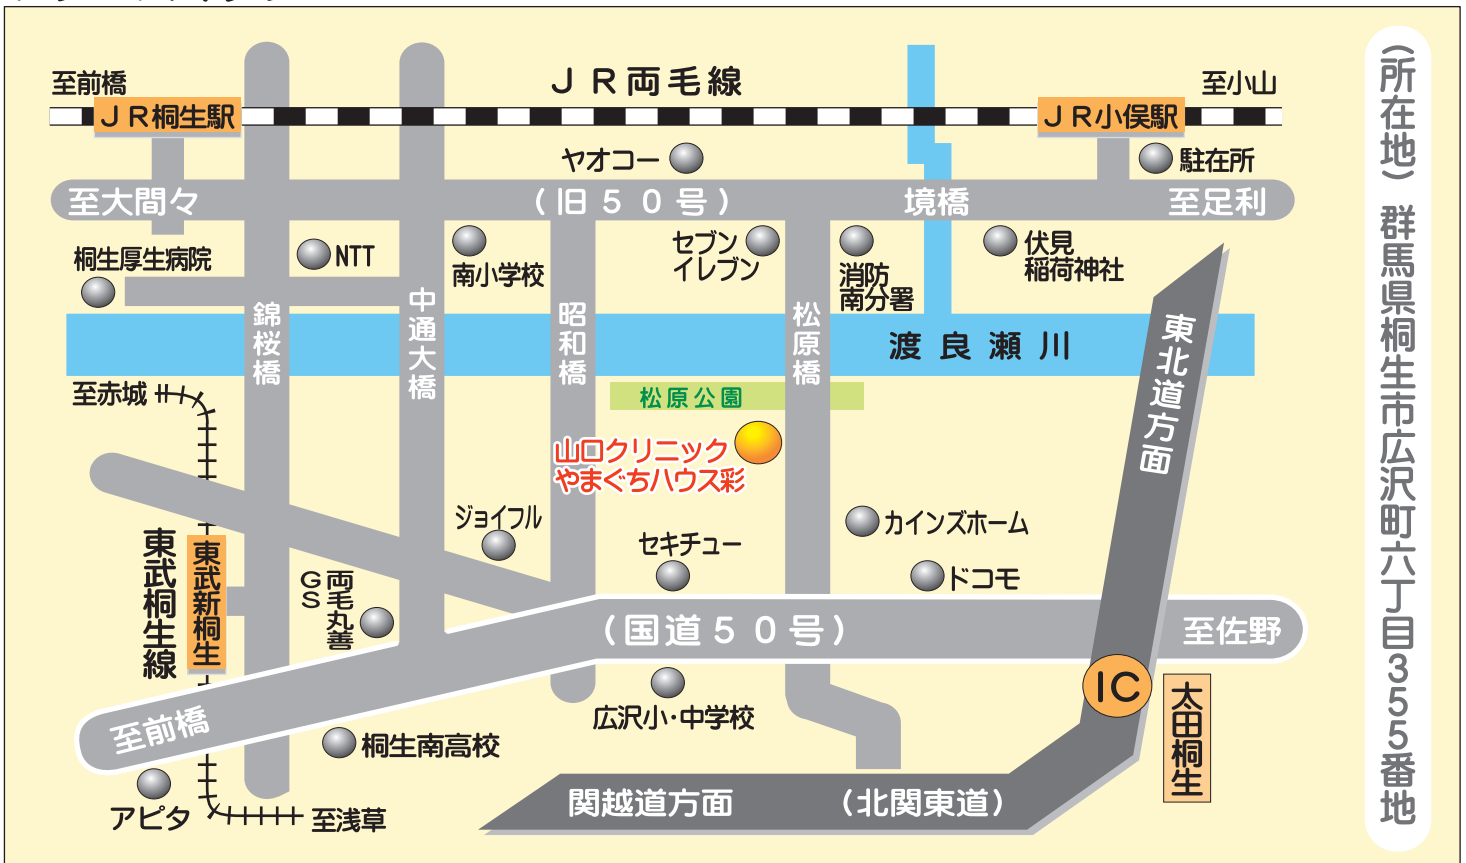 至前橋
ＪＲ両毛線
至小山
ＪＲ桐生駅
ＪＲ小俣駅
ヤオコー
駐在所
至大間々
（旧５０号）
境橋
至足利
桐生厚生病院
NTT
南小学校
セブン
イレブン
消防
南分署
伏見
稲荷神社
錦桜橋
中通大橋
昭和橋
松原橋
渡良瀬川
東北道方面
至赤城
松原公園
山口クリニック
やまぐちハウス彩
ジョイフル
セキチュー
カインズホーム
ドコモ
東武桐生線
東武新桐生
両毛丸善
ＧＳ
（国道５０号）
至佐野
至前橋
広沢小・中学校
桐生南高校
ＩＣ
太田桐生
アピタ
至浅草
関越道方面
（北関東道）
（所在地）群馬県桐生市広沢町六丁目３５５番地